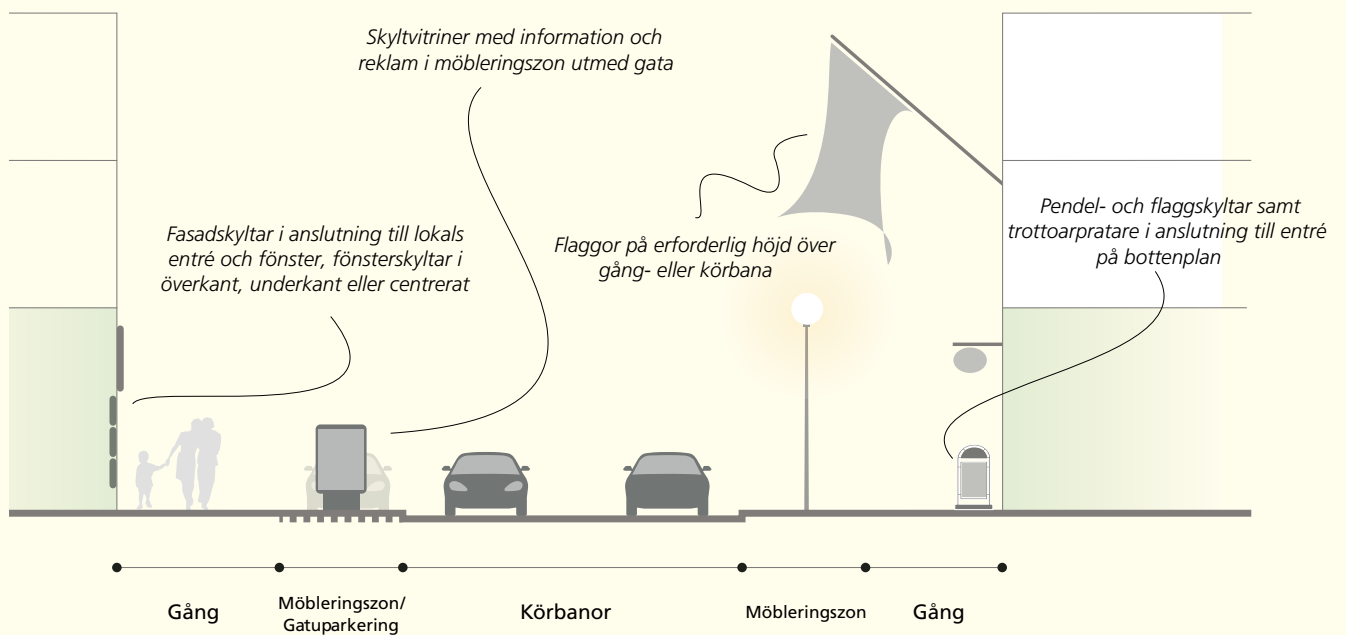 Skyltvitriner med information och
reklam i möbleringszon utmed gata
Fasadskyltar i anslutning till lokals
entré och fönster, fönsterskyltar i
överkant, underkant eller centrerat
Flaggor på erforderlig höjd över
gång- eller körbana
Pendel- och flaggskyltar samt
trottoarpratare i anslutning till entré
på bottenplan
Gång
Möbleringszon/
Gatuparkering
Körbanor
Möbleringszon
Gång